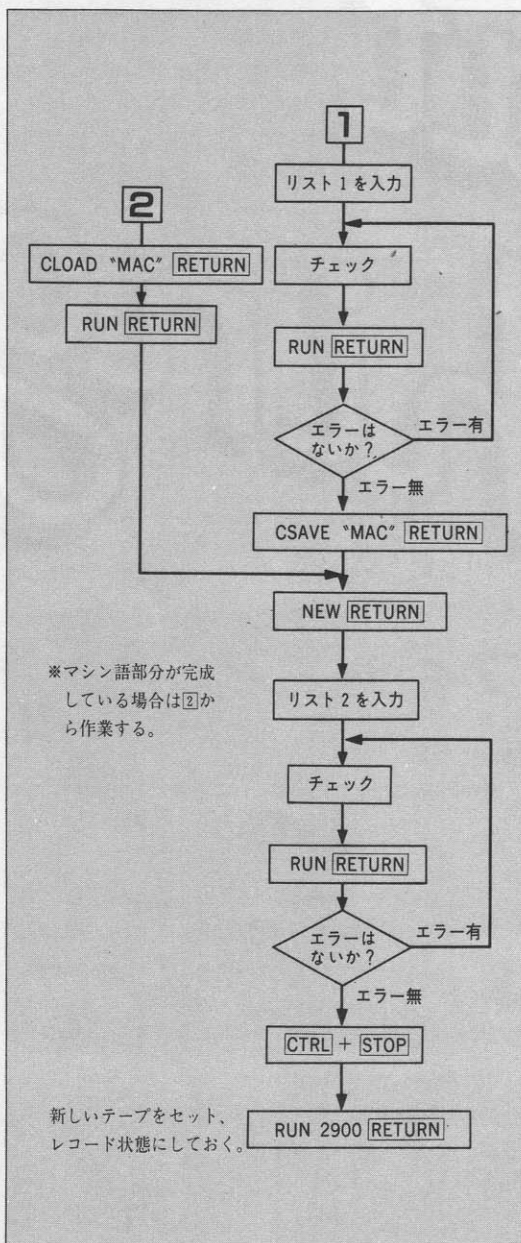 1
リスト1を入力
2
CLOAD "MAC" RETURN
チェック
RUN RETURN
RUN RETURN
エラーは
ないか?
エラー有
エラー無
CSAVE "MAC" RETURN
NEW RETURN
※マシン語部分が完成
している場合は2か
ら作業する。
リスト2を入力
チェック
RUN RETURN
エラーは
ないか?
エラー有
エラー無
CTRL + STOP
新しいテープをセット、
レコード状態にしておく。
RUN 2900 RETURN